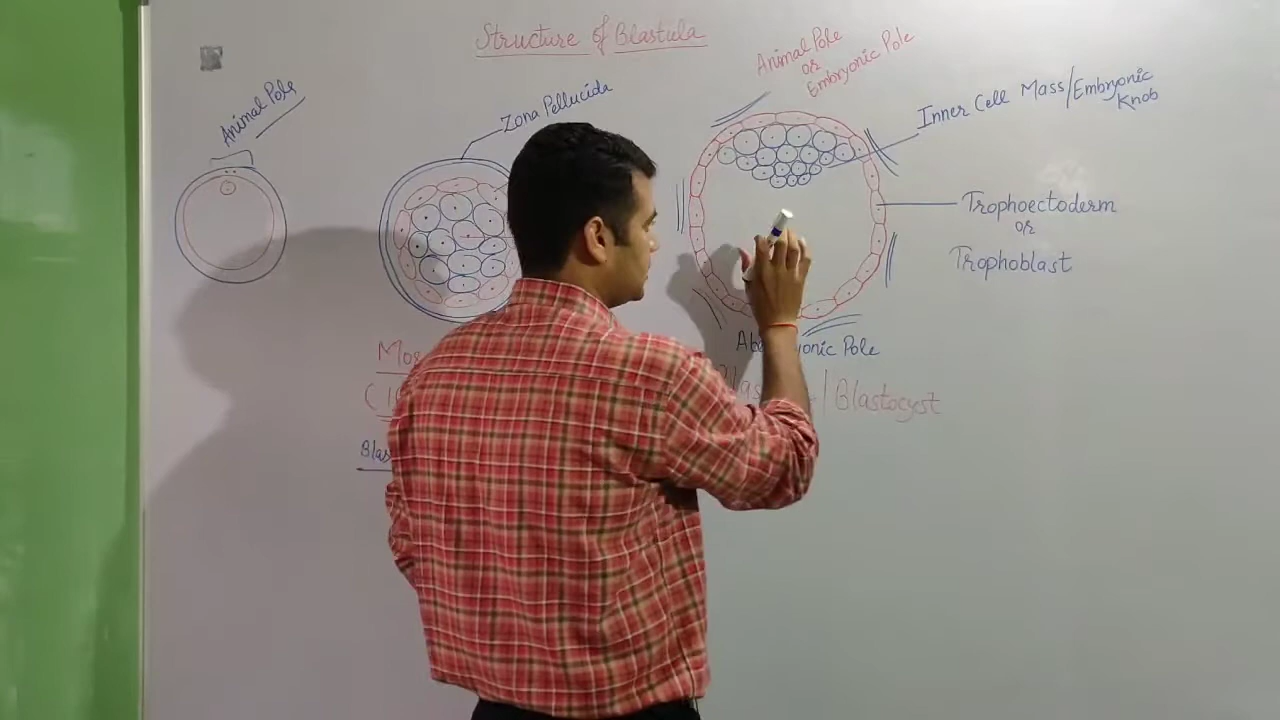 Structure of Blastula
Animal Pole
Zona Pellucida
Animal Pole
or
Embryonic Pole
Inner Cell Mass/Embryonic
Knob
Trophoectoderm
or
Trophoblast
Pole
Blastocyst